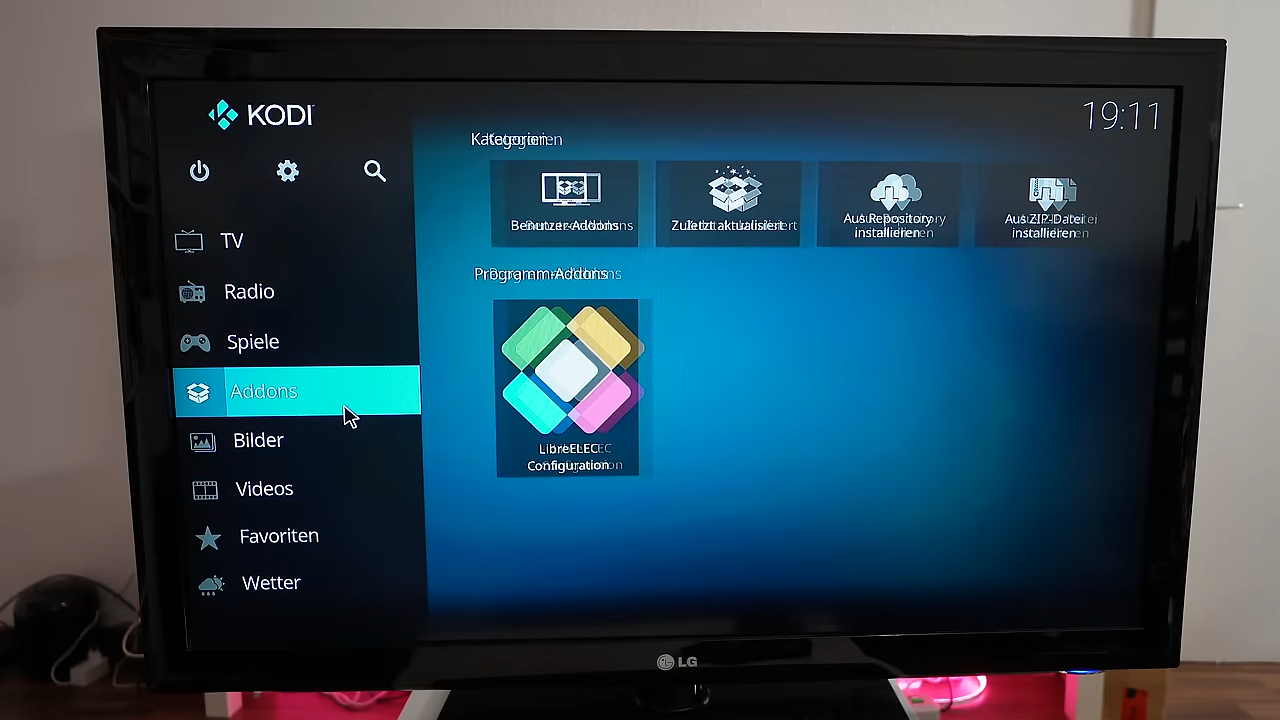 KODI
19:11
TV
Radio
Spiele
Addons
Bilder
Videos
Favoriten
Wetter
Kategorien
Benutzer-Addons
Zuletzt aktualisiert
Aus Repository
installieren
Aus ZIP-Datei
installieren
Programm-Addons
LibreELEC
Configuration
LG